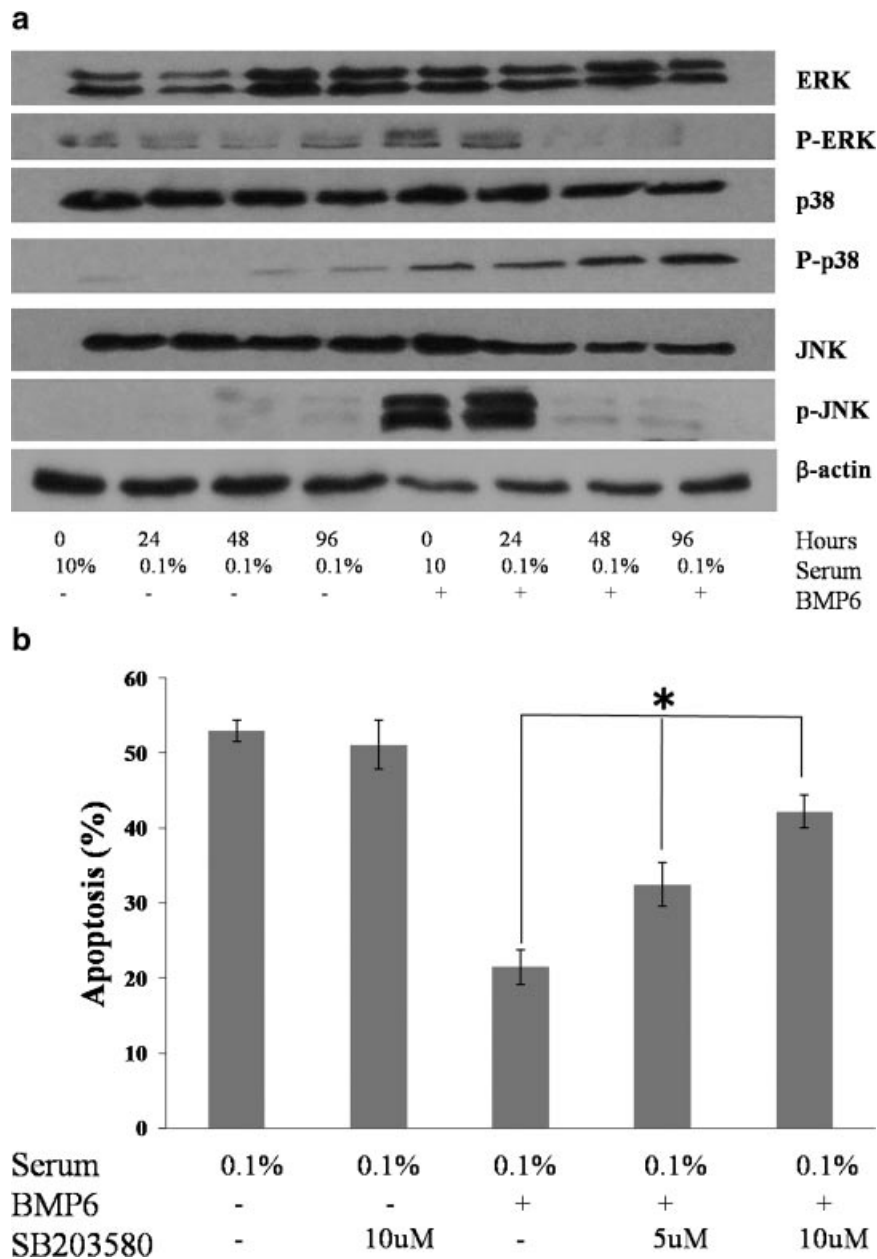 a
ERK
P-ERK
p38
P-p38
JNK
p-JNK
β-actin
0 24 48 96 0 24 48 96 Hours
10% 0.1% 0.1% 0.1% 10 0.1% 0.1% 0.1% Serum
- - - - + + + + BMP6
b
60
*
50
40
30
20
10
0
Apoptosis (%)
Serum 0.1% 0.1% 0.1% 0.1% 0.1%
BMP6 - - + + +
SB203580 - 10uM - 5uM 10uM